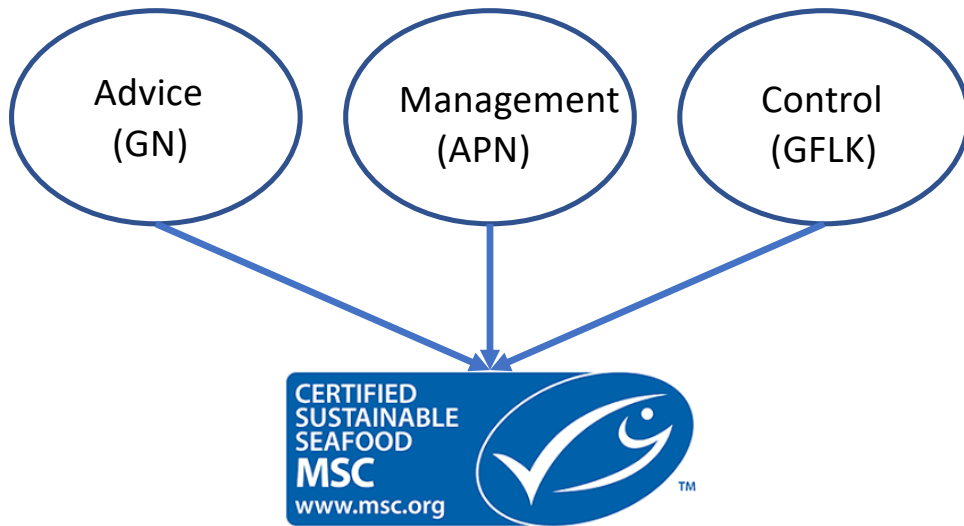 Advice
(GN)
Management
(APN)
Control
(GFLK)
CERTIFIED
SUSTAINABLE
SEAFOOD
MSC
www.msc.org
TM